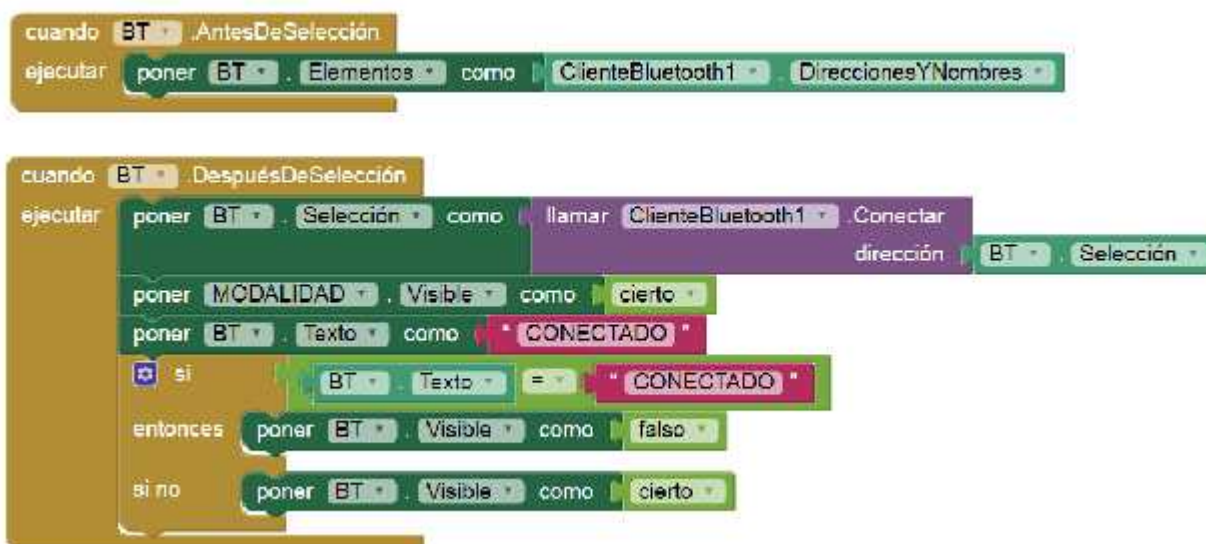 cuando BT .AntesDeSelección
ejecutar poner BT . Elementos como ClienteBluetooth1 . DireccionesYNombres
cuando BT .DespuésDeSelección
ejecutar poner BT . Selección como llamar ClienteBluetooth1 .Conectar
dirección BT . Selección
poner MODALIDAD . Visible como cierto
poner BT . Texto como " CONECTADO "
si BT . Texto = " CONECTADO "
entonces poner BT . Visible como falso
si no poner BT . Visible como cierto